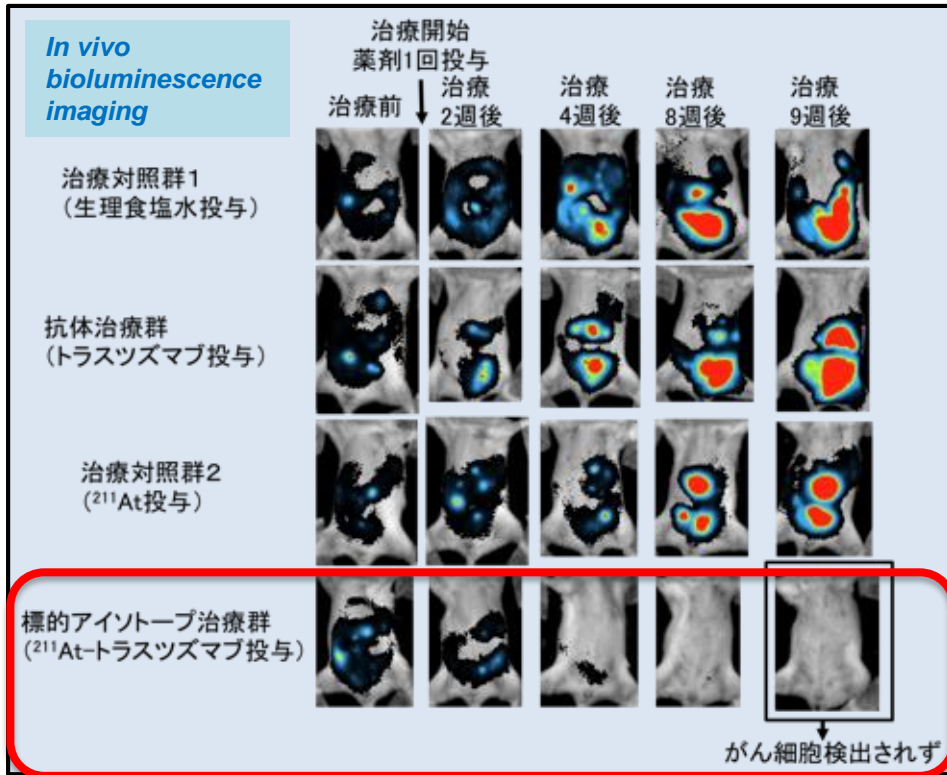 In vivo
bioluminescence
imaging
治療開始
薬剤1回投与
治療前
治療
2週後
治療
4週後
治療
8週後
治療
9週後
治療対照群1
(生理食塩水投与)
抗体治療群
(トラスツズマブ投与)
治療対照群2
(²¹¹At投与)
標的アイソトープ治療群
(²¹¹At-トラスツズマブ投与)
がん細胞検出されず